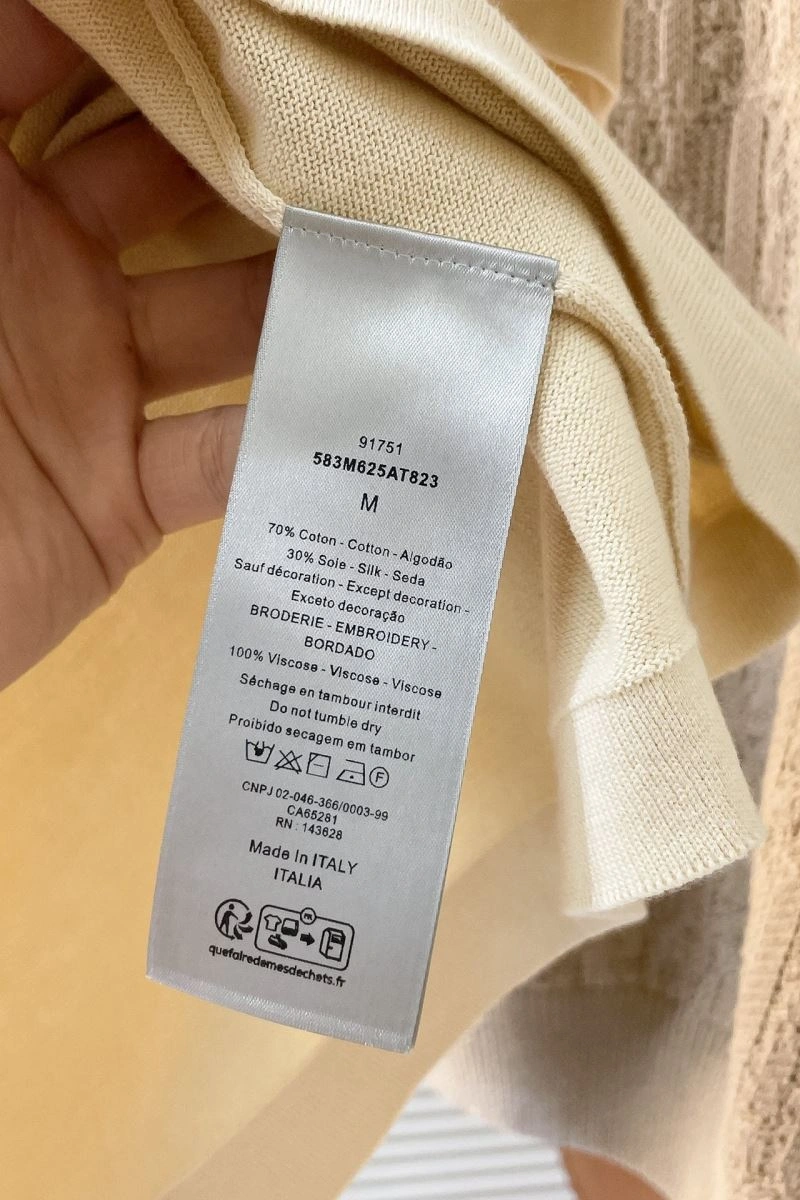 91751
583M625AT823
M
70% Coton - Cotton - Algodão
30% Soie - Silk - Seda
Sauf décoration - Except decoration -
Exceto decoração
BRODERIE - EMBROIDERY -
BORDADO
100% Viscose - Viscose - Viscose
Séchage en tambour interdit
Do not tumble dry
Proibido secagem em tambor
F
CNPJ 02-046-366/0003-99
CA65281
RN : 143628
Made In ITALY
ITALIA
FR
quefairedemesdechets.fr